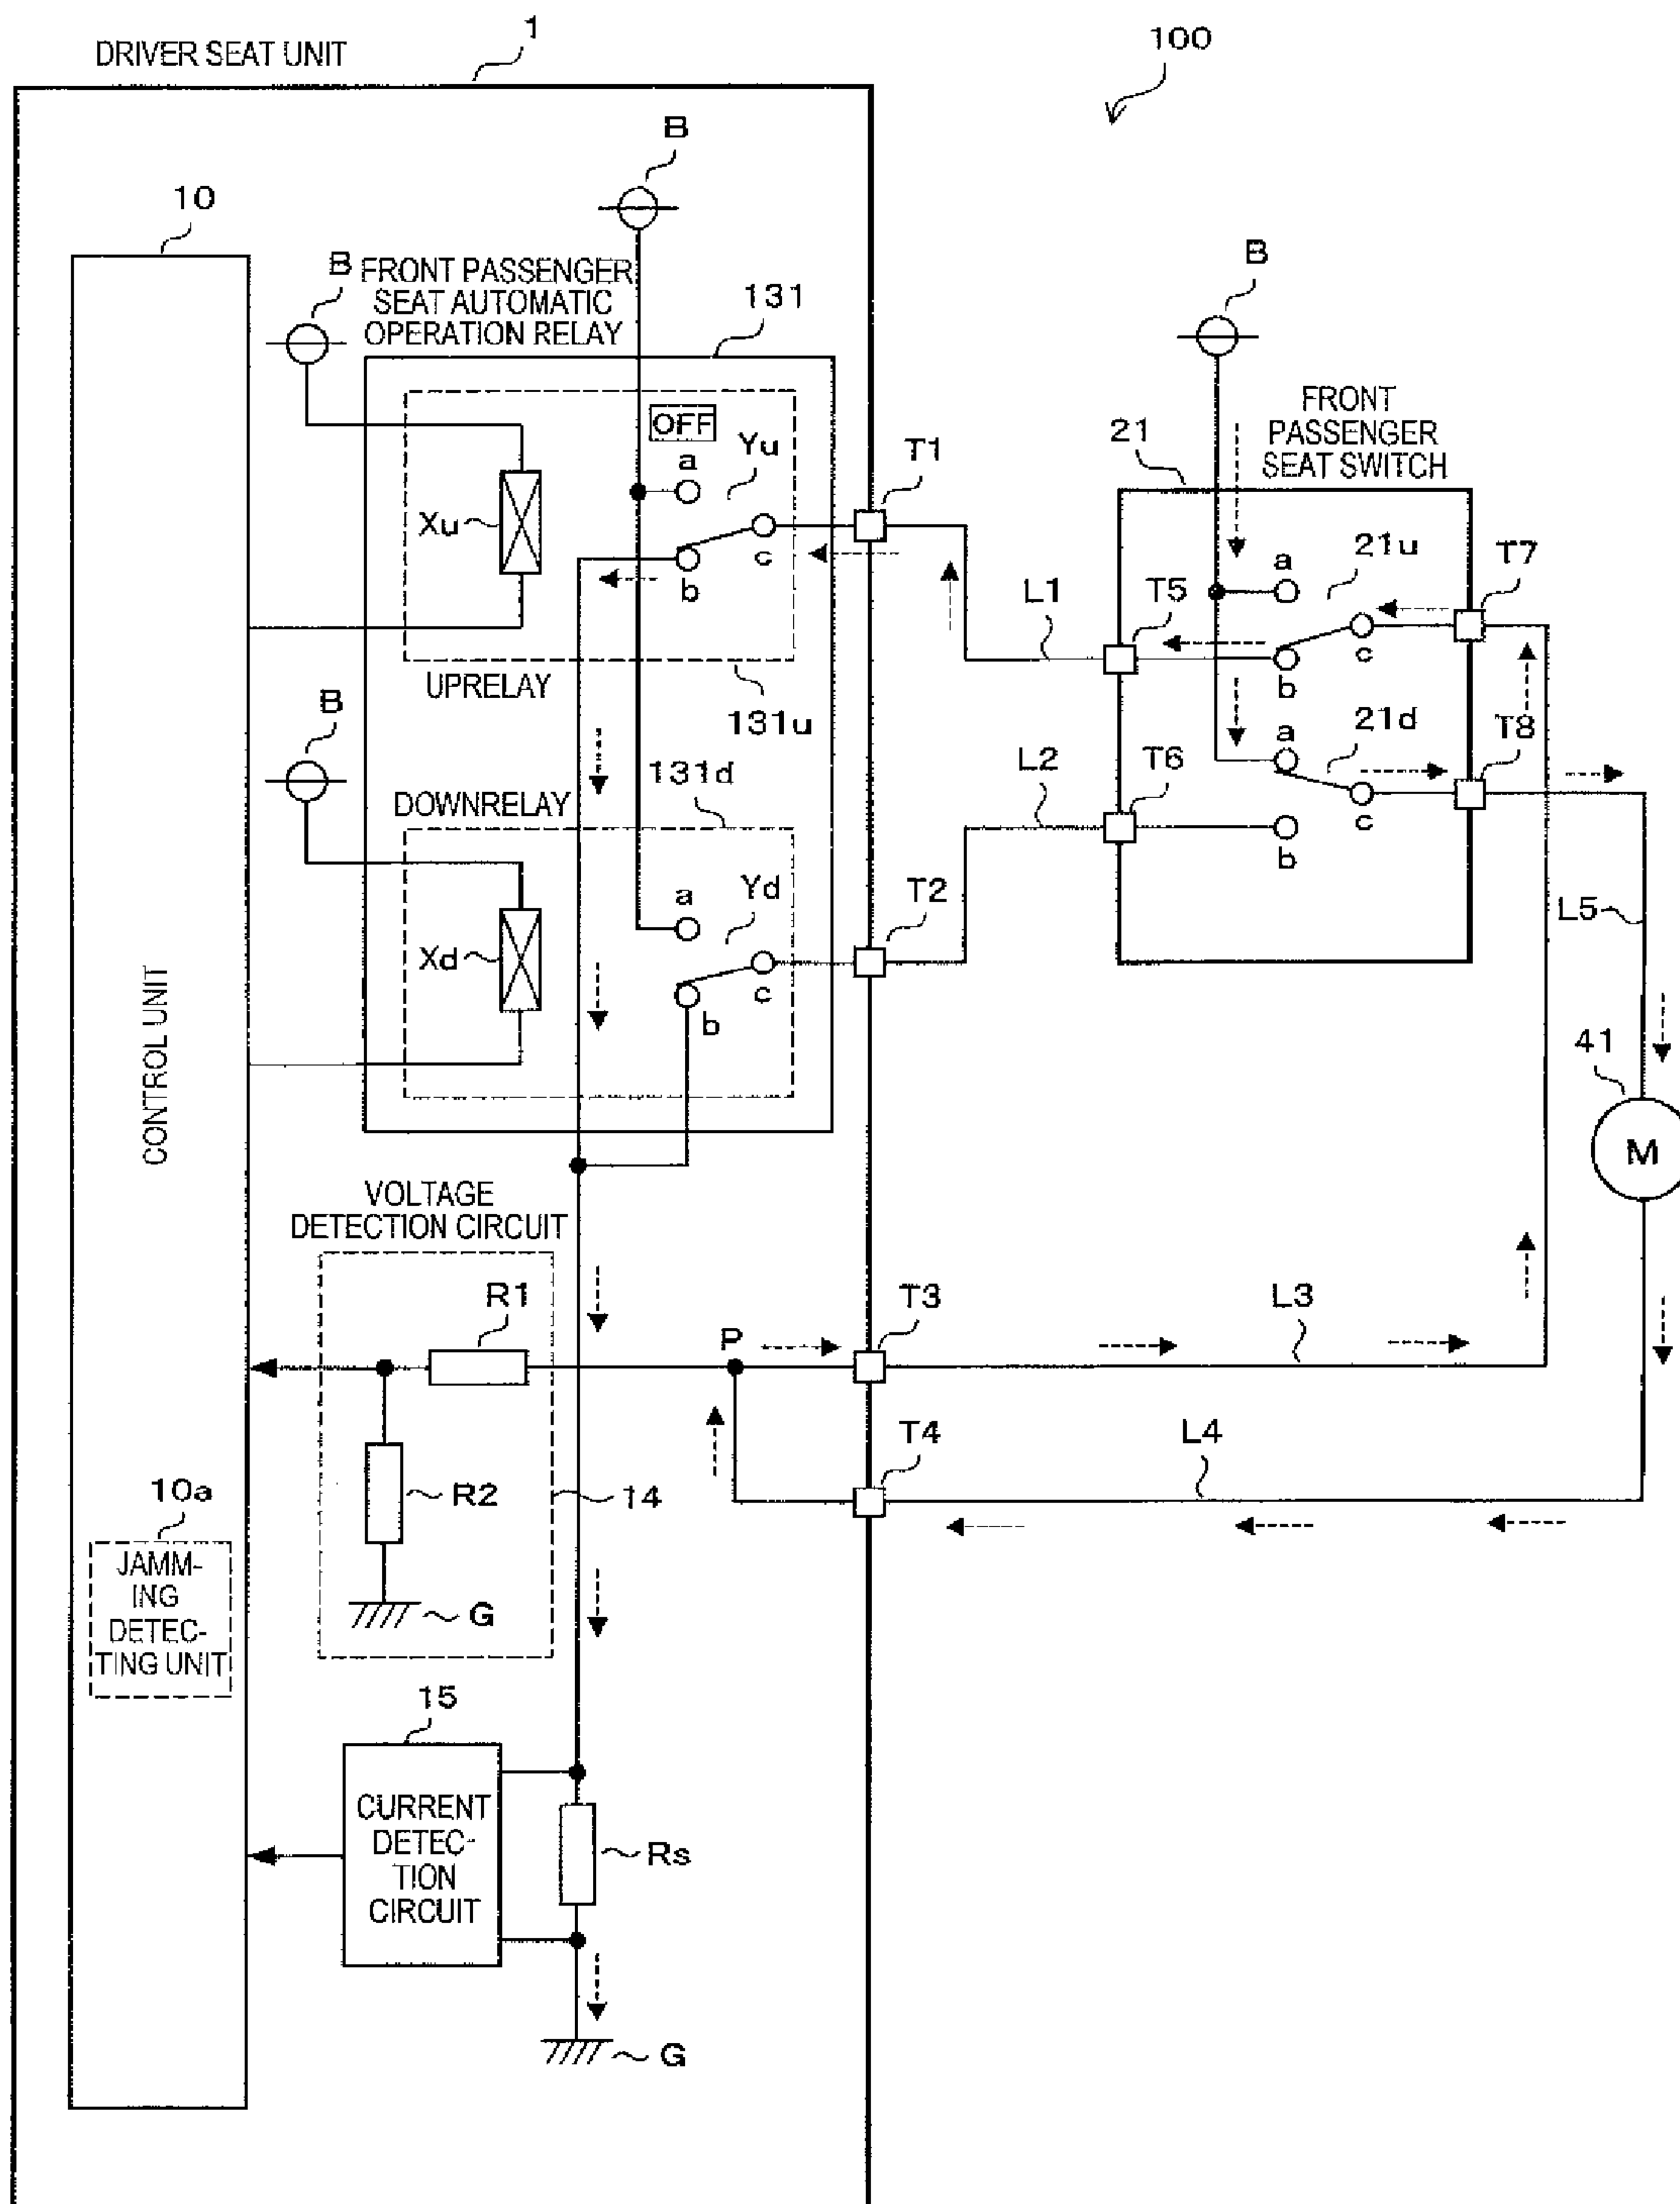 1
DRIVER SEAT UNIT
100
B
10
B
FRONT PASSENGER
SEAT AUTOMATIC
OPERATION RELAY
131
B
OFF
a
Yu
T1
Xu
c
b
UPRELAY
131u
FRONT
PASSENGER
SEAT SWITCH
21
a
21u
T7
L1
T5
c
b
B
131d
DOWNRELAY
L2
T6
a
21d
T8
c
b
a
Yd
T2
Xd
c
b
L5
41
M
CONTROL UNIT
VOLTAGE
DETECTION CIRCUIT
R1
P
T3
L3
T4
L4
R2
14
G
10a
JAMM-
ING
DETEC-
TING UNIT
15
CURRENT
DETEC-
TION
CIRCUIT
Rs
G